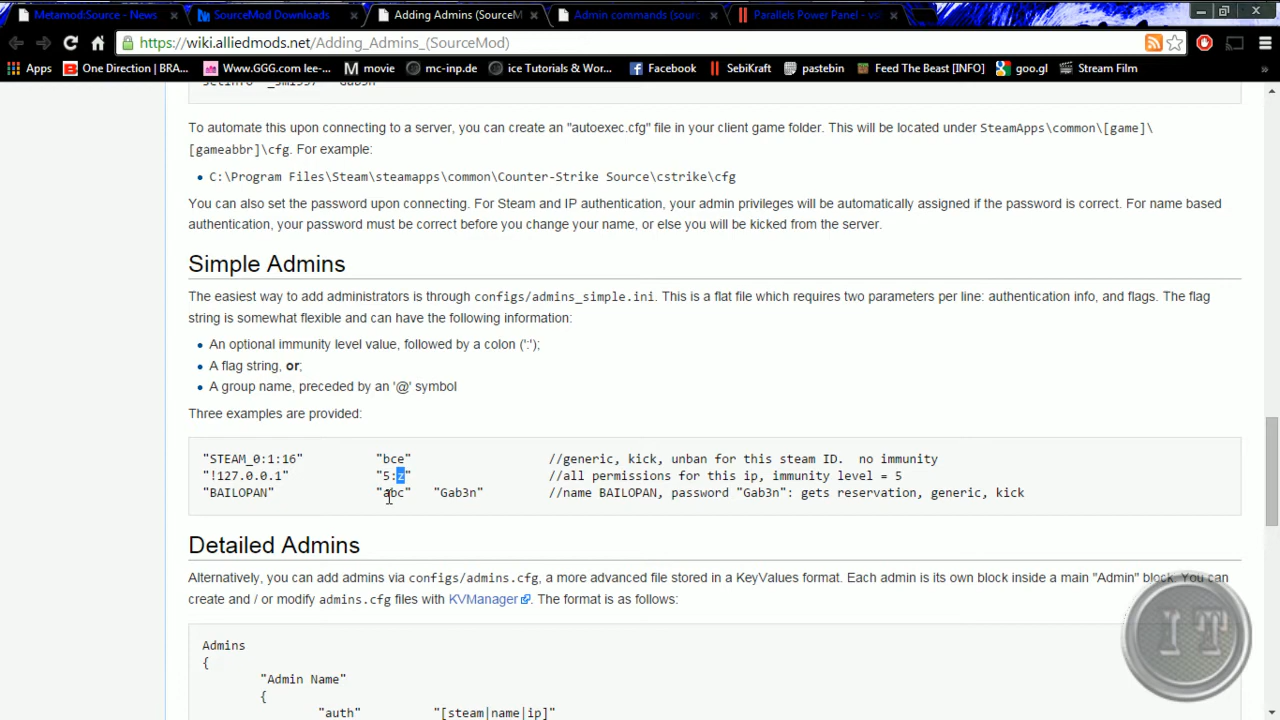 Metamod:Source - News
SourceMod Downloads
Adding Admins (SourceM
Admin commands (sourc
Parallels Power Panel - vs
https://wiki.alliedmods.net/Adding_Admins_(SourceMod)
Apps
One Direction | BRA...
Www.GGG.com lee-...
movie
mc-inp.de
ice Tutorials & Wo...
Facebook
SebiKraft
pastebin
Feed The Beast [INFO]
goo.gl
Stream Film
»
To automate this upon connecting to a server, you can create an "autoexec.cfg" file in your client game folder. This will be located under SteamApps\common\[game]\
[gameabbr]\cfg. For example:
C:\Program Files\Steam\steamapps\common\Counter-Strike Source\cstrike\cfg
You can also set the password upon connecting. For Steam and IP authentication, your admin privileges will be automatically assigned if the password is correct. For name based
authentication, your password must be correct before you change your name, or else you will be kicked from the server.
Simple Admins
The easiest way to add administrators is through configs/admins_simple.ini. This is a flat file which requires two parameters per line: authentication info, and flags. The flag
string is somewhat flexible and can have the following information:
An optional immunity level value, followed by a colon (':');
A flag string, or;
A group name, preceded by an '@' symbol
Three examples are provided:
"STEAM_0:1:16" "bce" //generic, kick, unban for this steam ID. no immunity
"!127.0.0.1" "5:z" //all permissions for this ip, immunity level = 5
"BAILOPAN" "abc" "Gab3n" //name BAILOPAN, password "Gab3n": gets reservation, generic, kick
Detailed Admins
Alternatively, you can add admins via configs/admins.cfg, a more advanced file stored in a KeyValues format. Each admin is its own block inside a main "Admin" block. You can
create and / or modify admins.cfg files with KVManager. The format is as follows:
Admins
{
"Admin Name"
{
"auth" "[steam|name|ip]"
IT